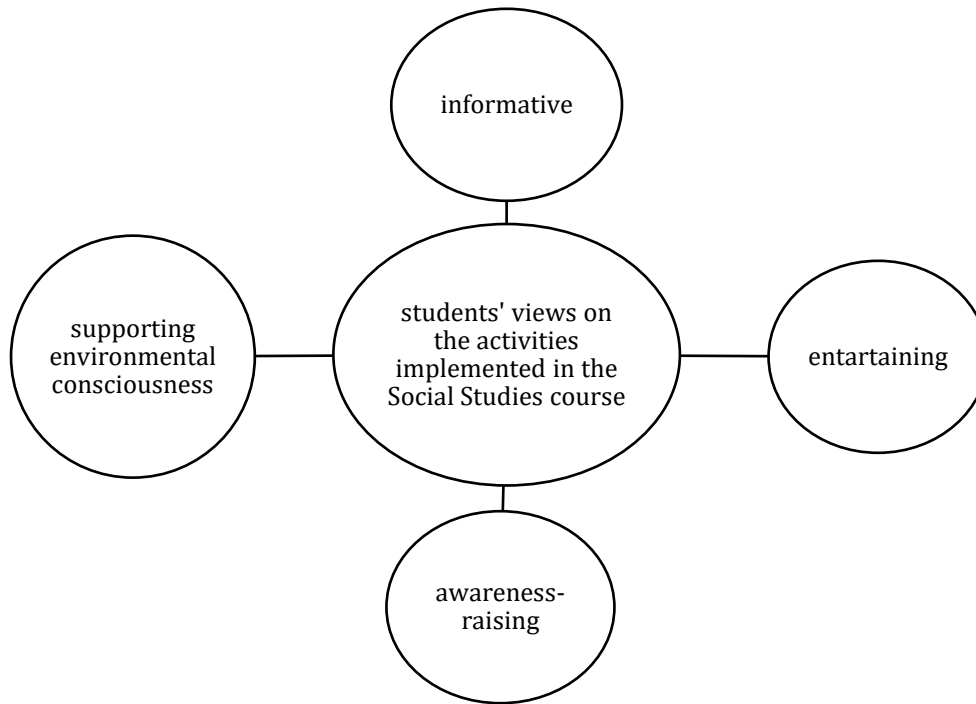 informative
supporting
environmental
consciousness
students' views on
the activities
implemented in the
Social Studies course
entartaining
awareness-
raising